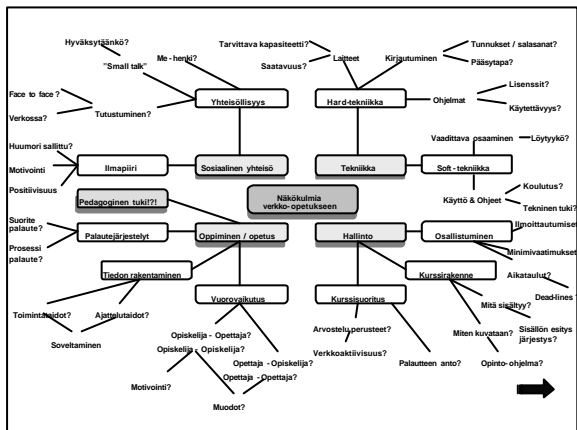 Hyväksytäänkö?
Me - henki?
"Small talk"
Face to face ?
Verkossa?
Tutustuminen?
Yhteisöllisyys
Tarvittava kapasiteetti?
Saatavuus?
Laitteet
Kirjautuminen
Tunnukset / salasanat?
Pääsytapa?
Hard-tekniikka
Ohjelmat
Lisenssit?
Käytettävyys?
Huumori sallittu?
Motivointi
Positiivisuus
Ilmapiiri
Sosiaalinen yhteisö
Tekniikka
Vaadittava osaaminen
Löytyykö?
Soft - tekniikka
Käyttö & Ohjeet
Koulutus?
Tekninen tuki?
Pedagoginen tuki!?!
Näkökulmia
verkko-opetukseen
Suorite
palaute?
Prosessi
palaute?
Palautejärjestelyt
Oppiminen / opetus
Hallinto
Osallistuminen
Ilmoittautumiset
Minimivaatimukset
Aikataulut?
Dead-lines ?
Tiedon rakentaminen
Toimintataidot?
Ajattelutaidot?
Soveltaminen
Vuorovaikutus
Opiskelija - Opettaja?
Opiskelija - Opiskelija?
Opettaja - Opiskelija?
Opettaja - Opettaja?
Motivointi?
Muodot?
Kurssisuoritus
Arvostelu perusteet?
Verkkoaktiivisuus?
Palautteen anto?
Kurssirakenne
Mitä sisältyy?
Sisällön esitys
järjestys?
Miten kuvataan?
Opinto- ohjelma?